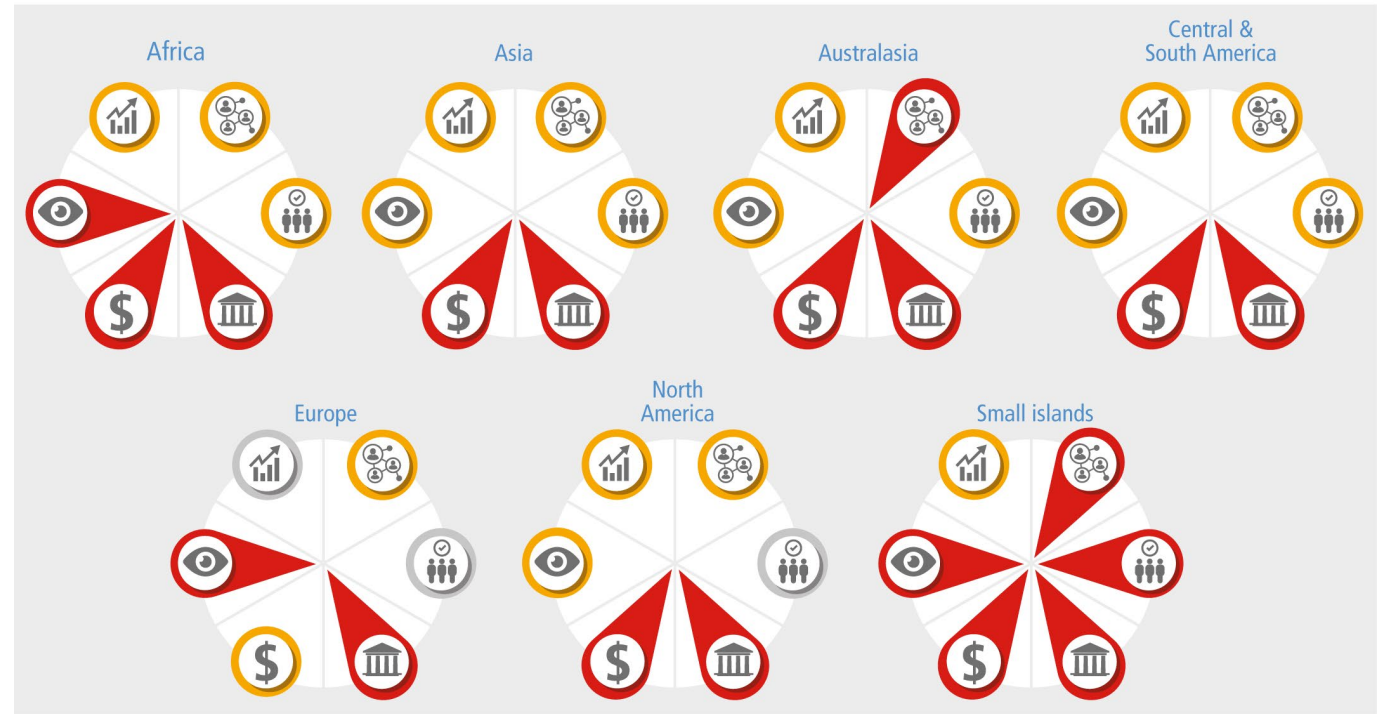 Africa
Asia
Australasia
Central &
South America
$
$
$
$
Europe
North
America
Small islands
$
$
$